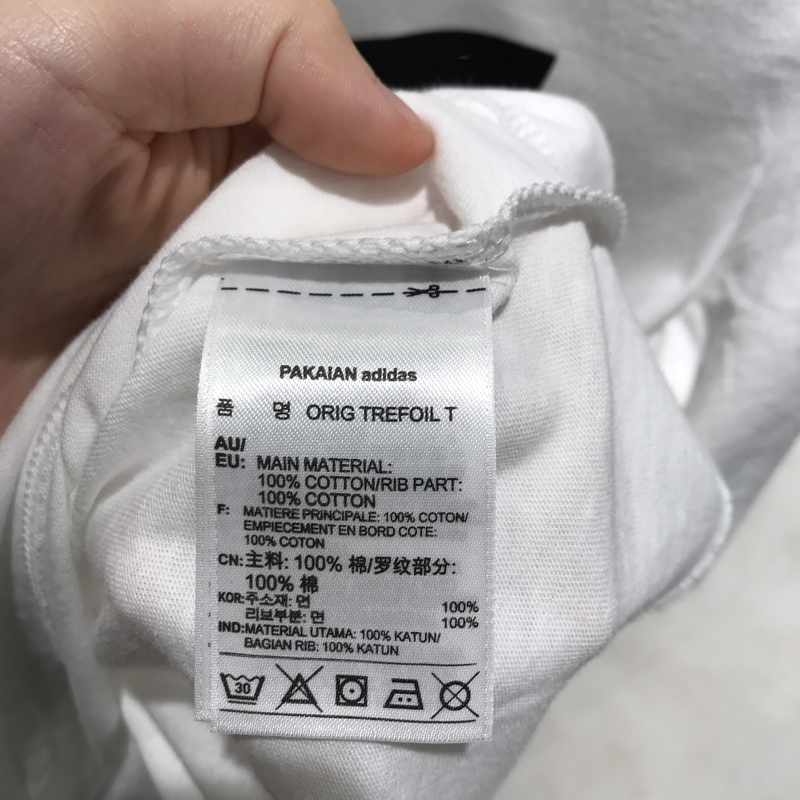 PAKAIAN adidas
품 명 ORIG TREFOIL T
AU/
EU: MAIN MATERIAL:
100% COTTON/RIB PART:
100% COTTON
F: MATIERE PRINCIPALE: 100% COTON/
EMPIECEMENT EN BORD COTE:
100% COTON
CN: 主料: 100% 棉/罗纹部分:
100% 棉
KOR: 주소재: 면 100%
리브부분: 면 100%
IND: MATERIAL UTAMA: 100% KATUN/
BAGIAN RIB: 100% KATUN
30